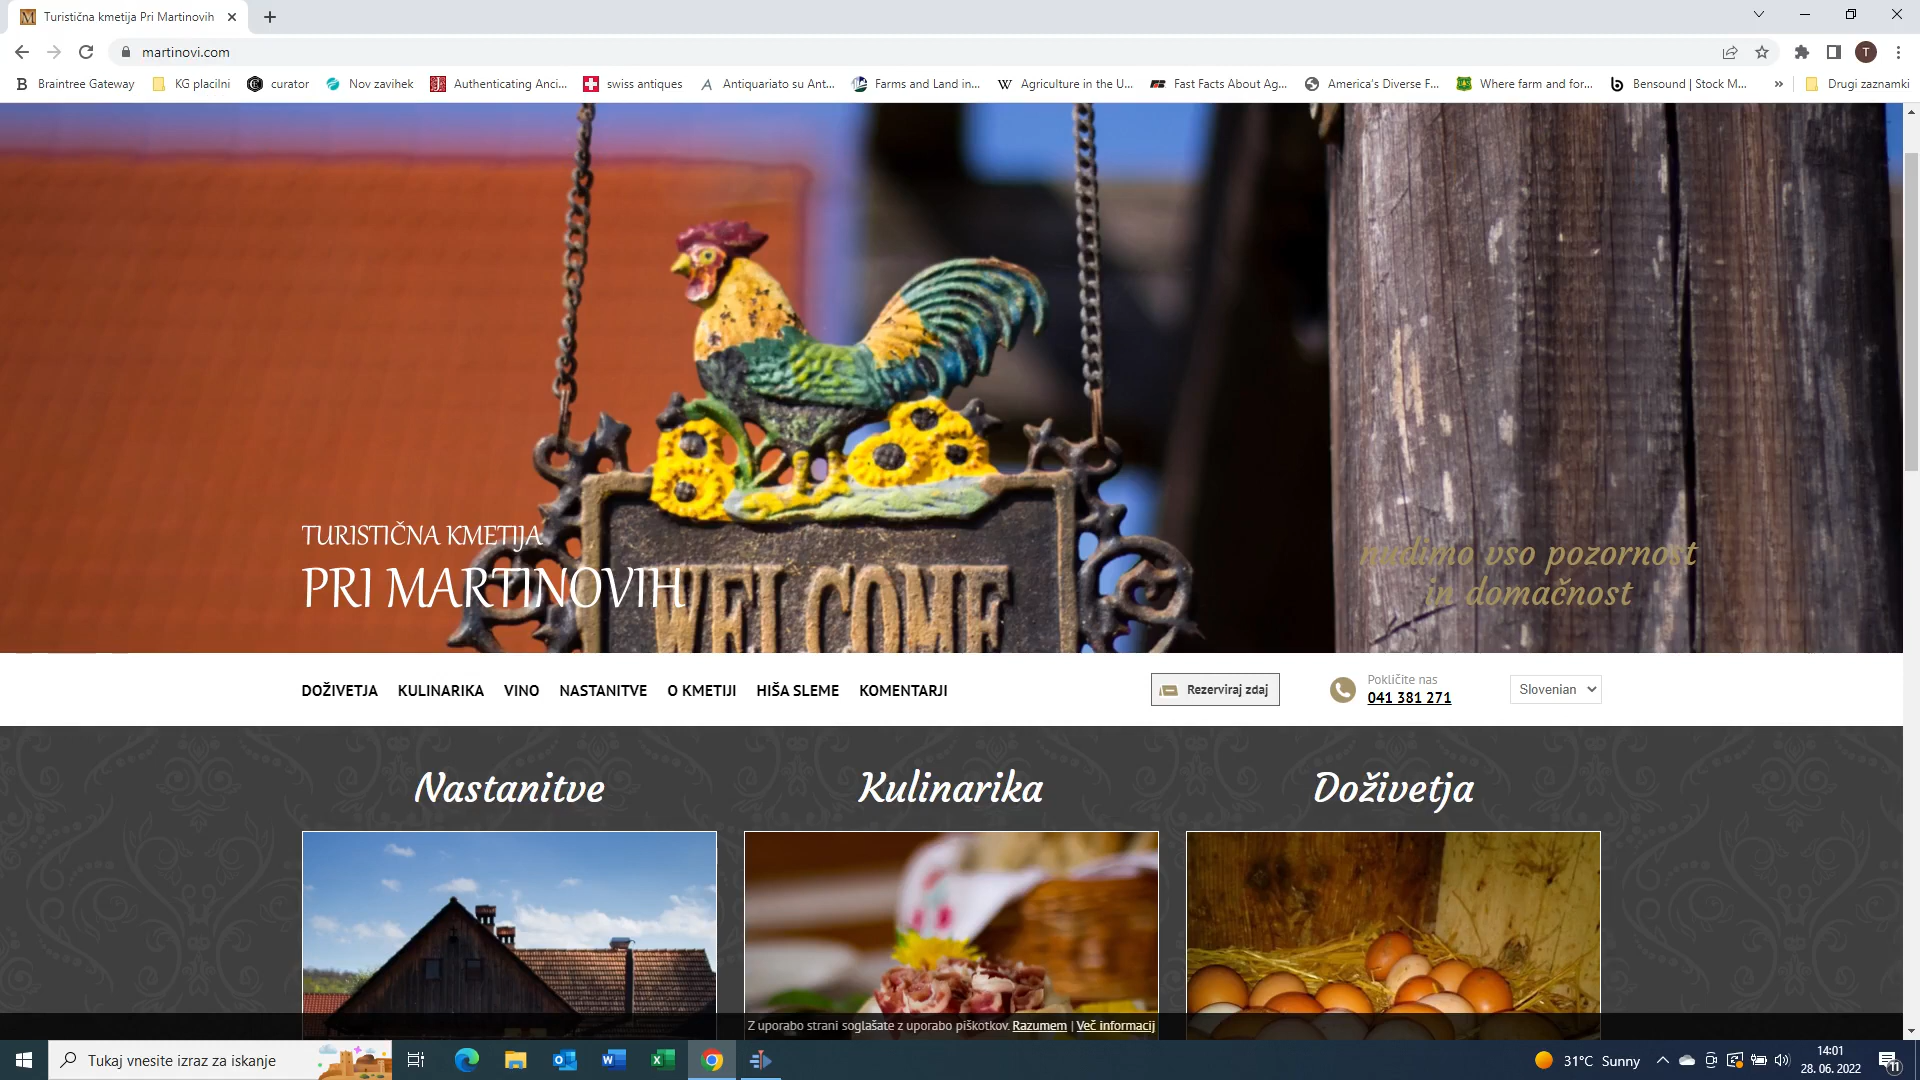 Turistična kmetija Pri Martinovih
martinovi.com
T
B Braintree Gateway
KG placilni
curator
Nov zavihek
Authenticating Anci...
swiss antiques
Antiquariato su Ant...
Farms and Land in...
W Agriculture in the U...
Fast Facts About Ag...
America's Diverse F...
Where farm and for...
b Bensound | Stock M...
»
Drugi zaznamki
TURISTIČNA KMETIJA
PRI MARTINOVIH
WELCOME
nudimo vso pozornost
in domačnost
DOŽIVETJA KULINARIKA VINO NASTANITVE O KMETIJI HIŠA SLEME KOMENTARJI
Rezerviraj zdaj
Pokličite nas
041 381 271
Slovenian
Nastanitve
Kulinarika
Doživetja
Z uporabo strani soglašate z uporabo piškotkov. Razumem | Več informacij
Tukaj vnesite izraz za iskanje
31°C Sunny
14:01
28. 06. 2022
11